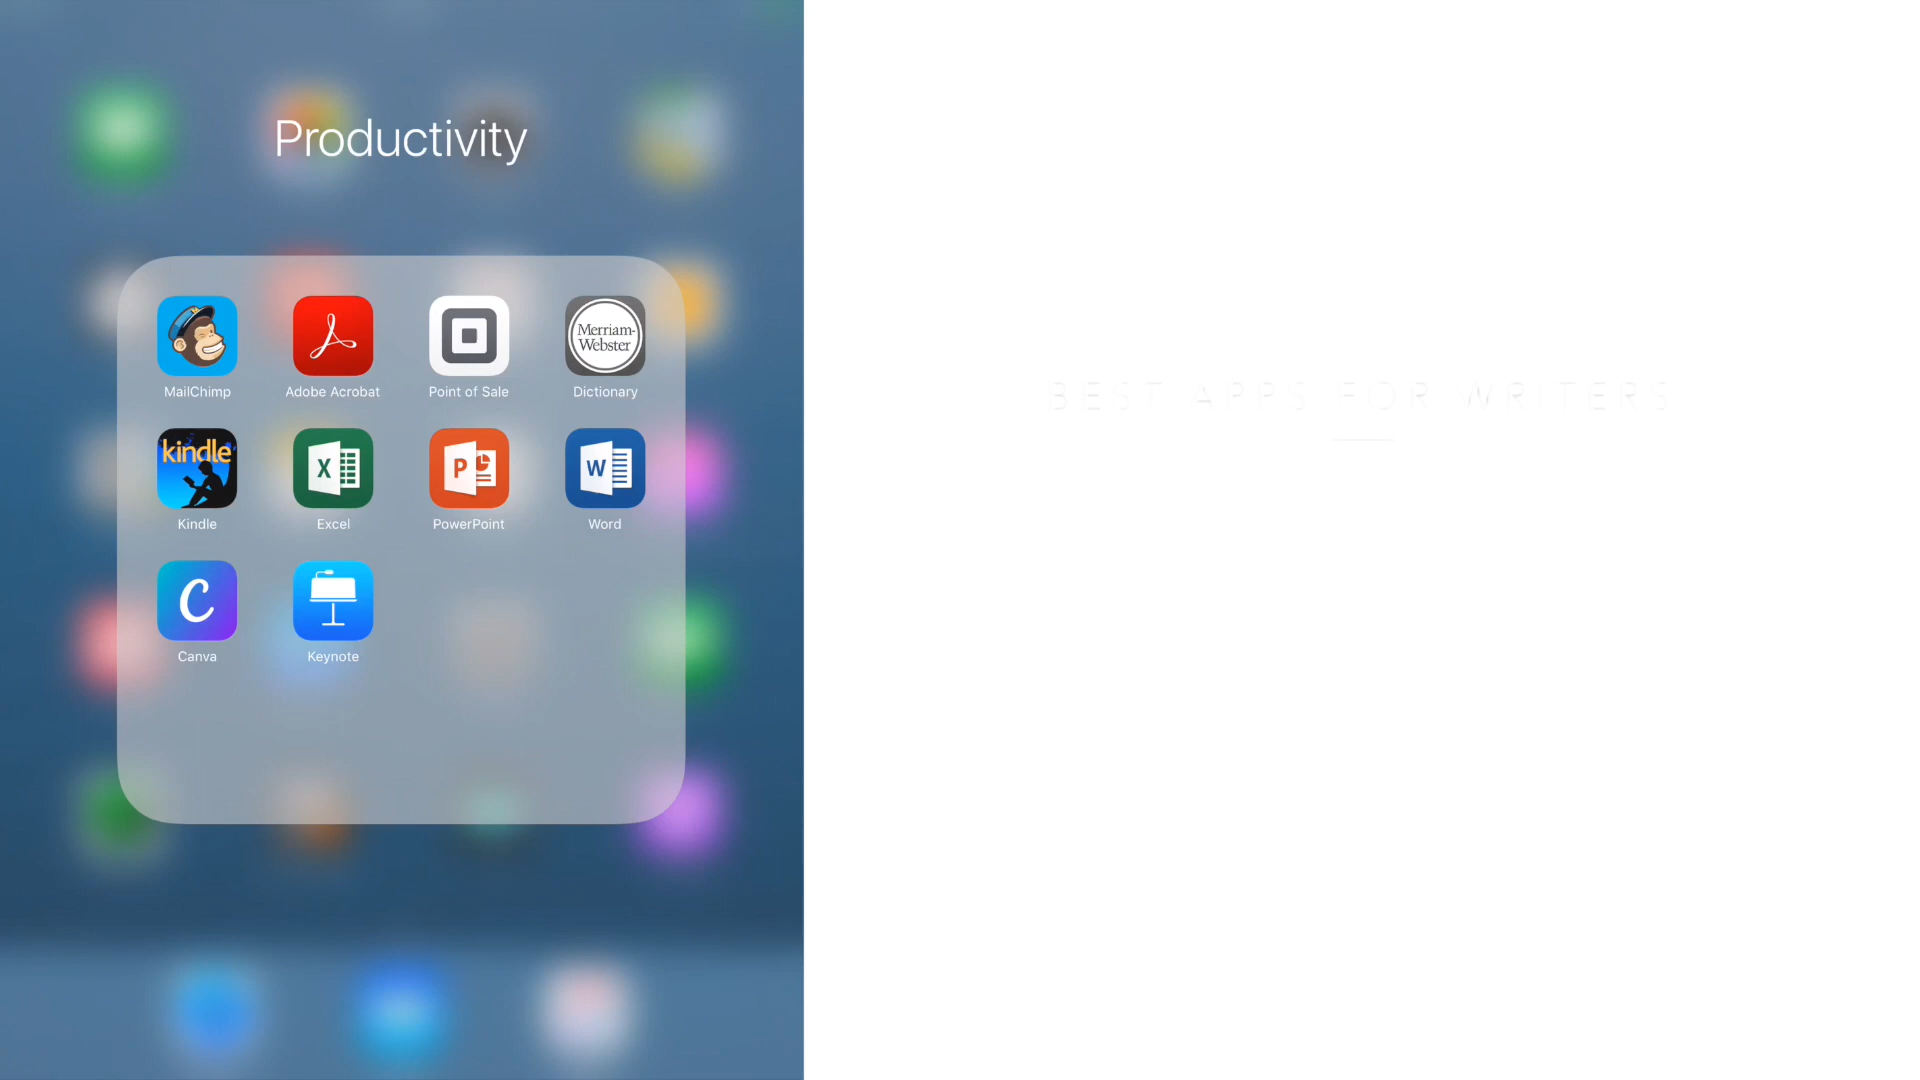 Productivity
Merriam-
Webster
MailChimp
Adobe Acrobat
Point of Sale
Dictionary
kindle
X
P
W
Kindle
Excel
PowerPoint
Word
C
Canva
Keynote
BEST APPS FOR WRITERS